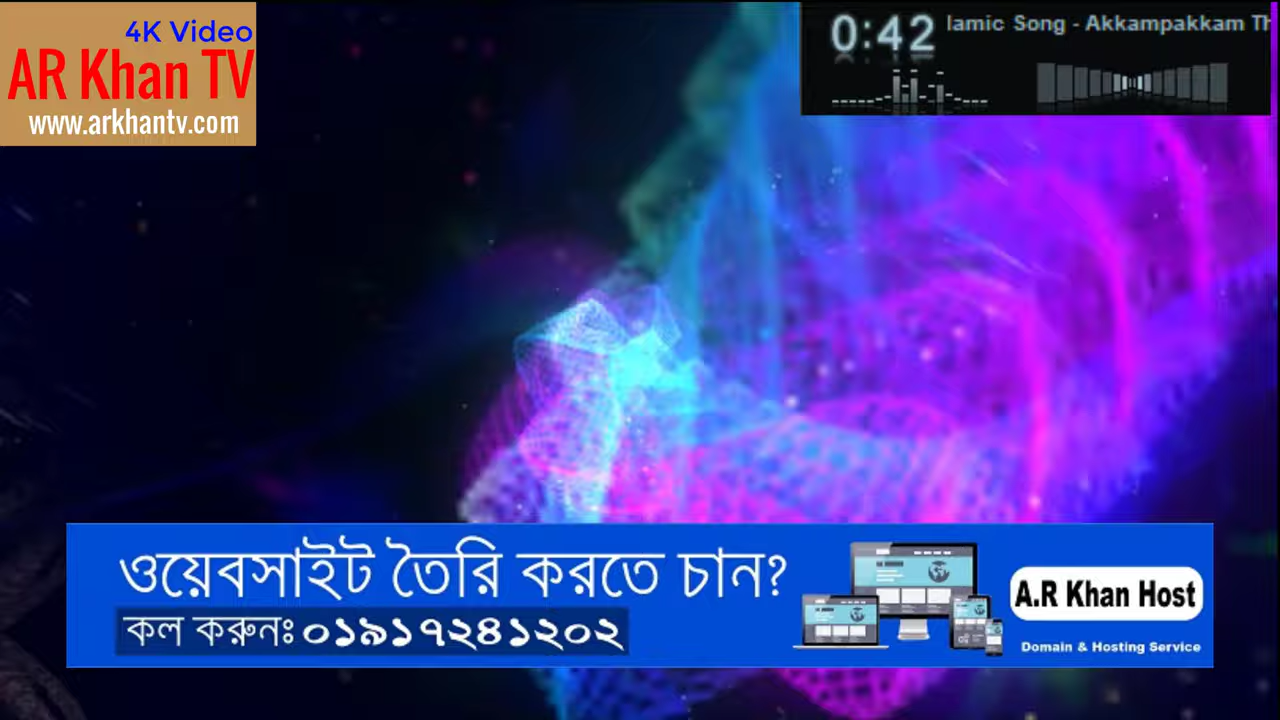 4K Video
AR Khan TV
www.arkhantv.com
0:42
lamic Song - Akkampakkam Th
ওয়েবসাইট তৈরি করতে চান?
কল করুনঃ ০১৯১৭২৪১২০২
A.R Khan Host
Domain & Hosting Service